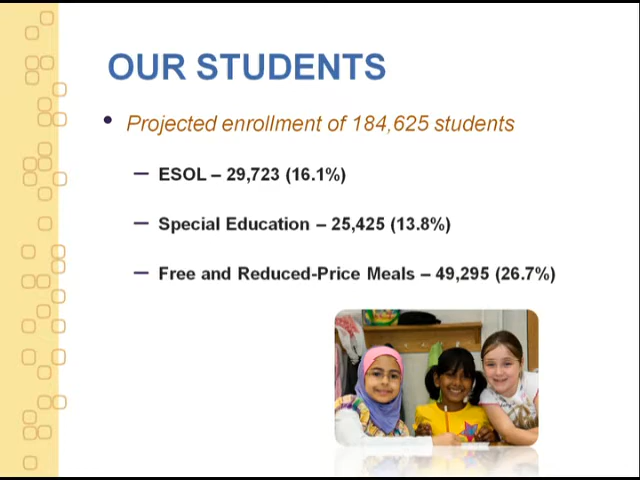 OUR STUDENTS
• Projected enrollment of 184,625 students
– ESOL – 29,723 (16.1%)
– Special Education – 25,425 (13.8%)
– Free and Reduced-Price Meals – 49,295 (26.7%)